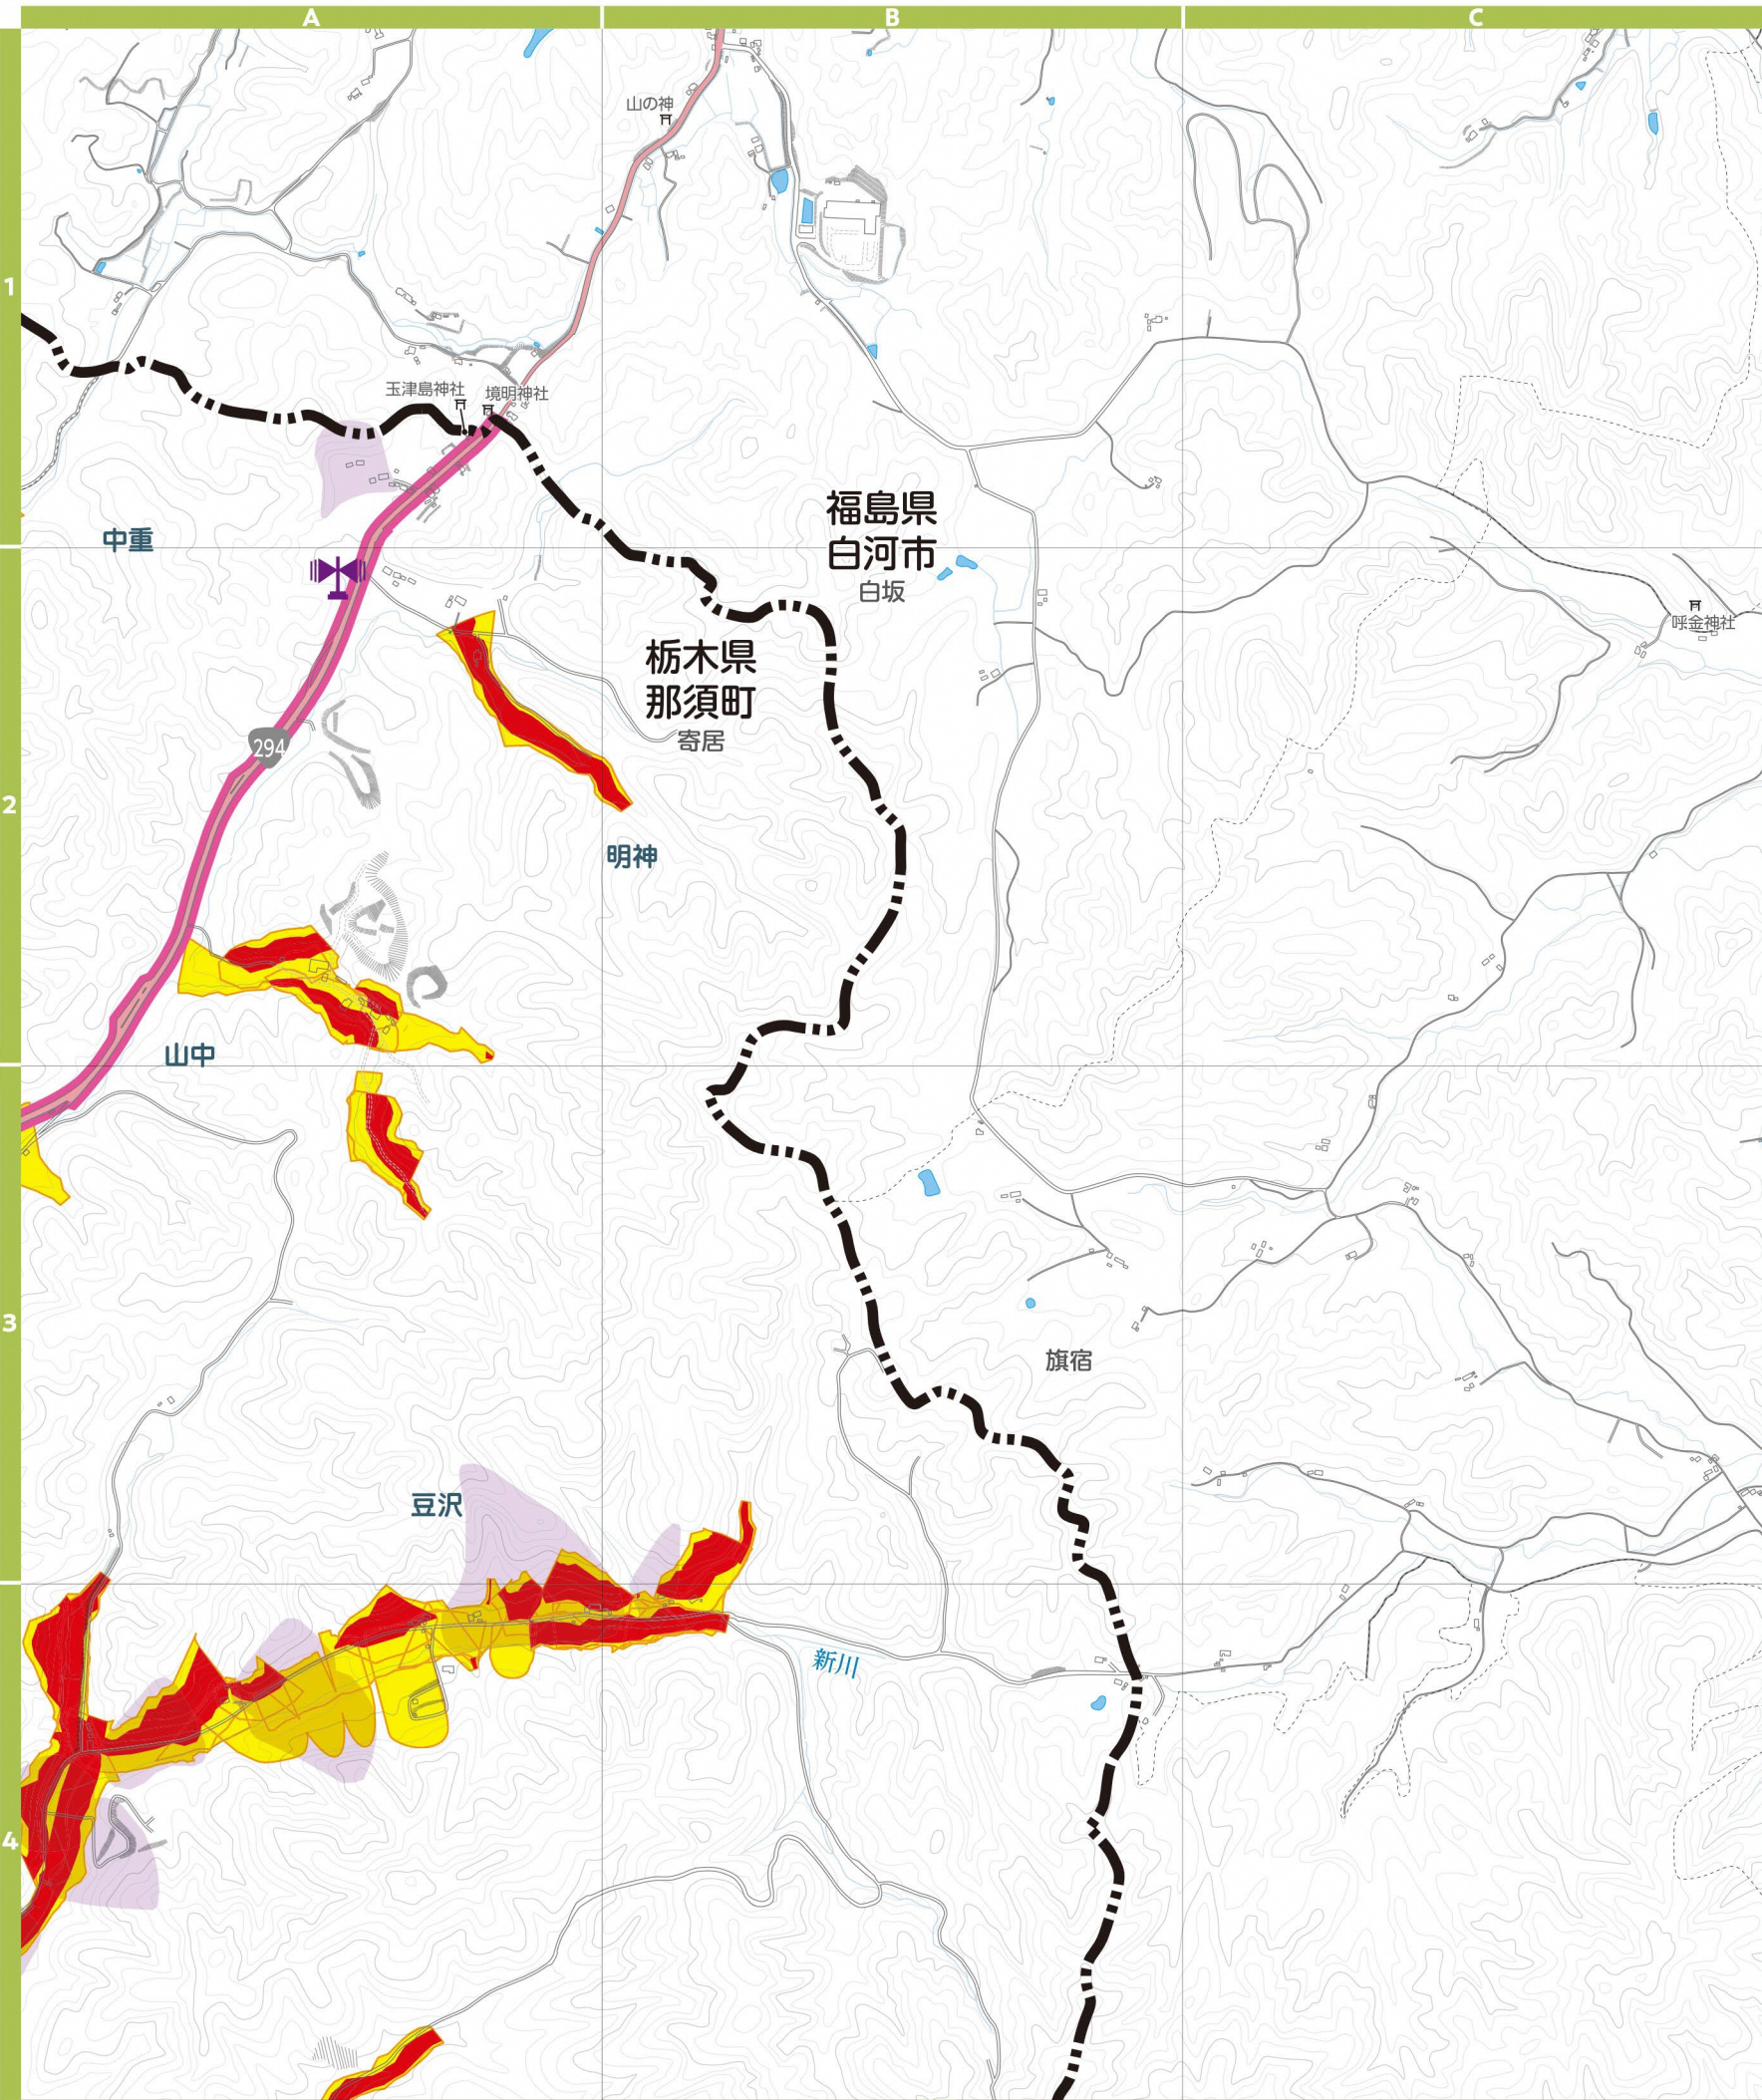 A
B
C
山の神
1
玉津島神社
境明神社
福島県
白河市
白坂
中重
呼金神社
栃木県
那須町
寄居
294
2
明神
山中
3
旗宿
豆沢
新川
4